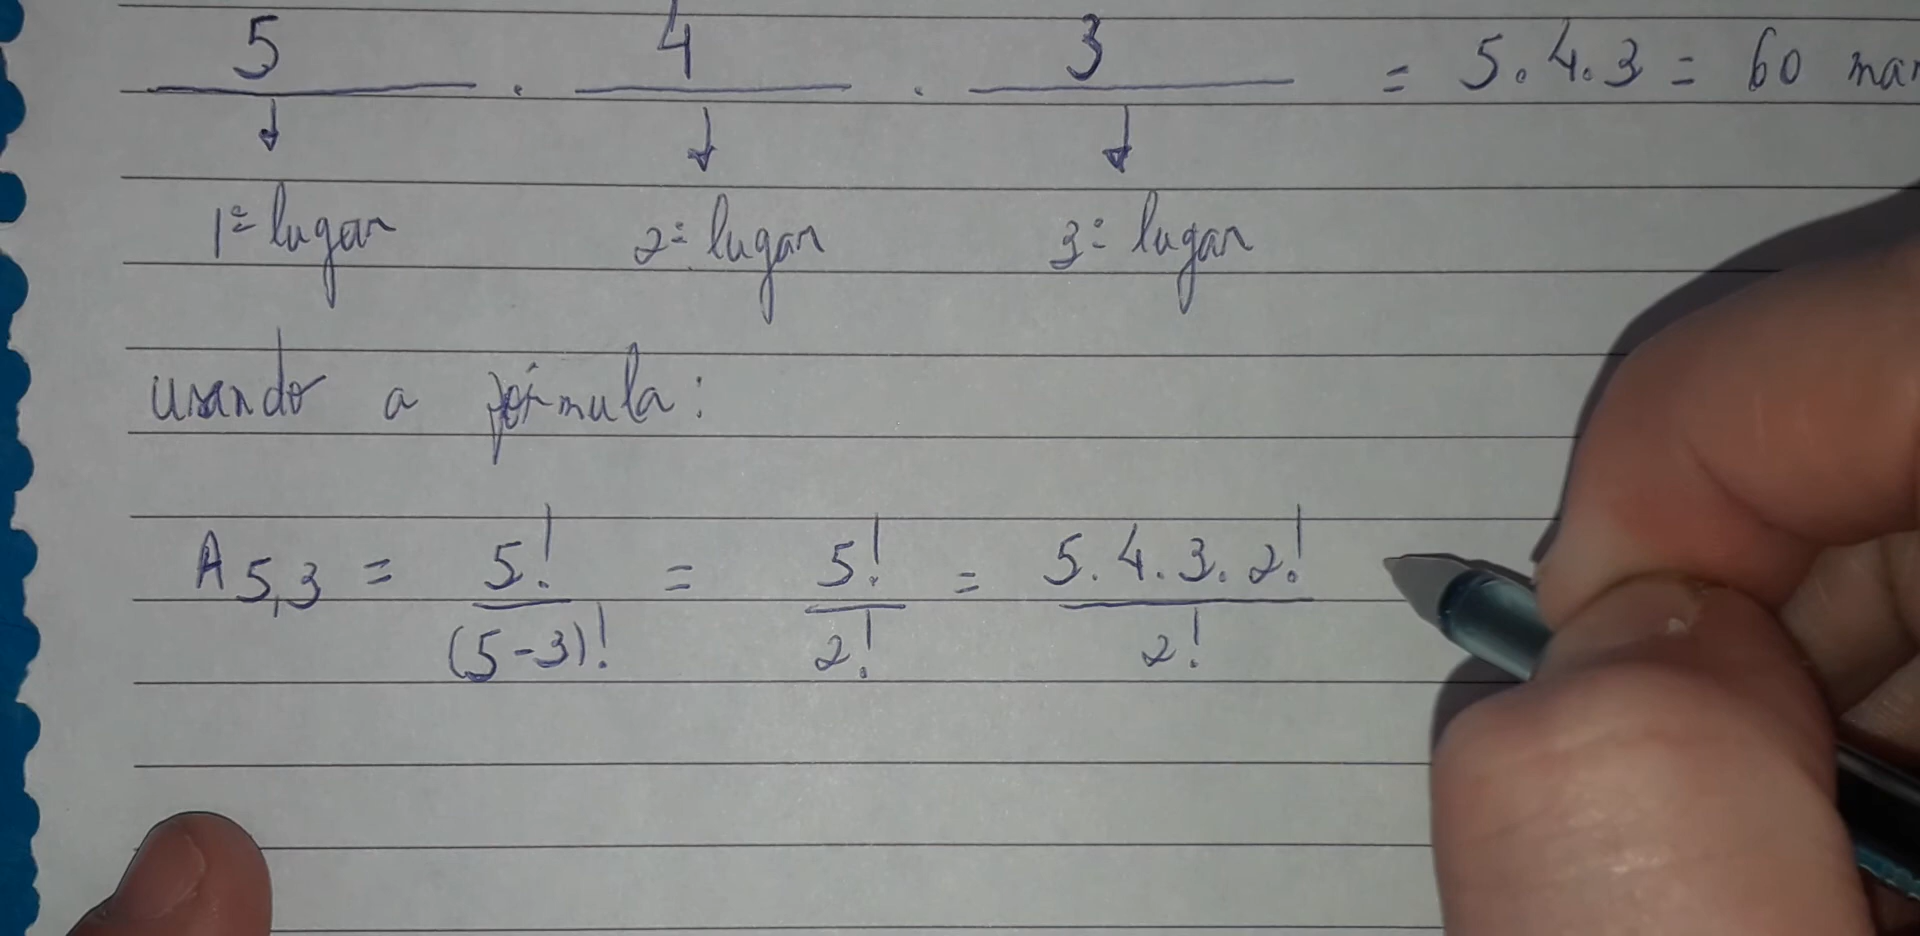 5 . 4 . 3 = 5.4.3 = 60
1º lugar 2º lugar 3º lugar
usando a fórmula:
A5,3 = 5!/(5-3)! = 5!/2! = 5.4.3.2!/2!